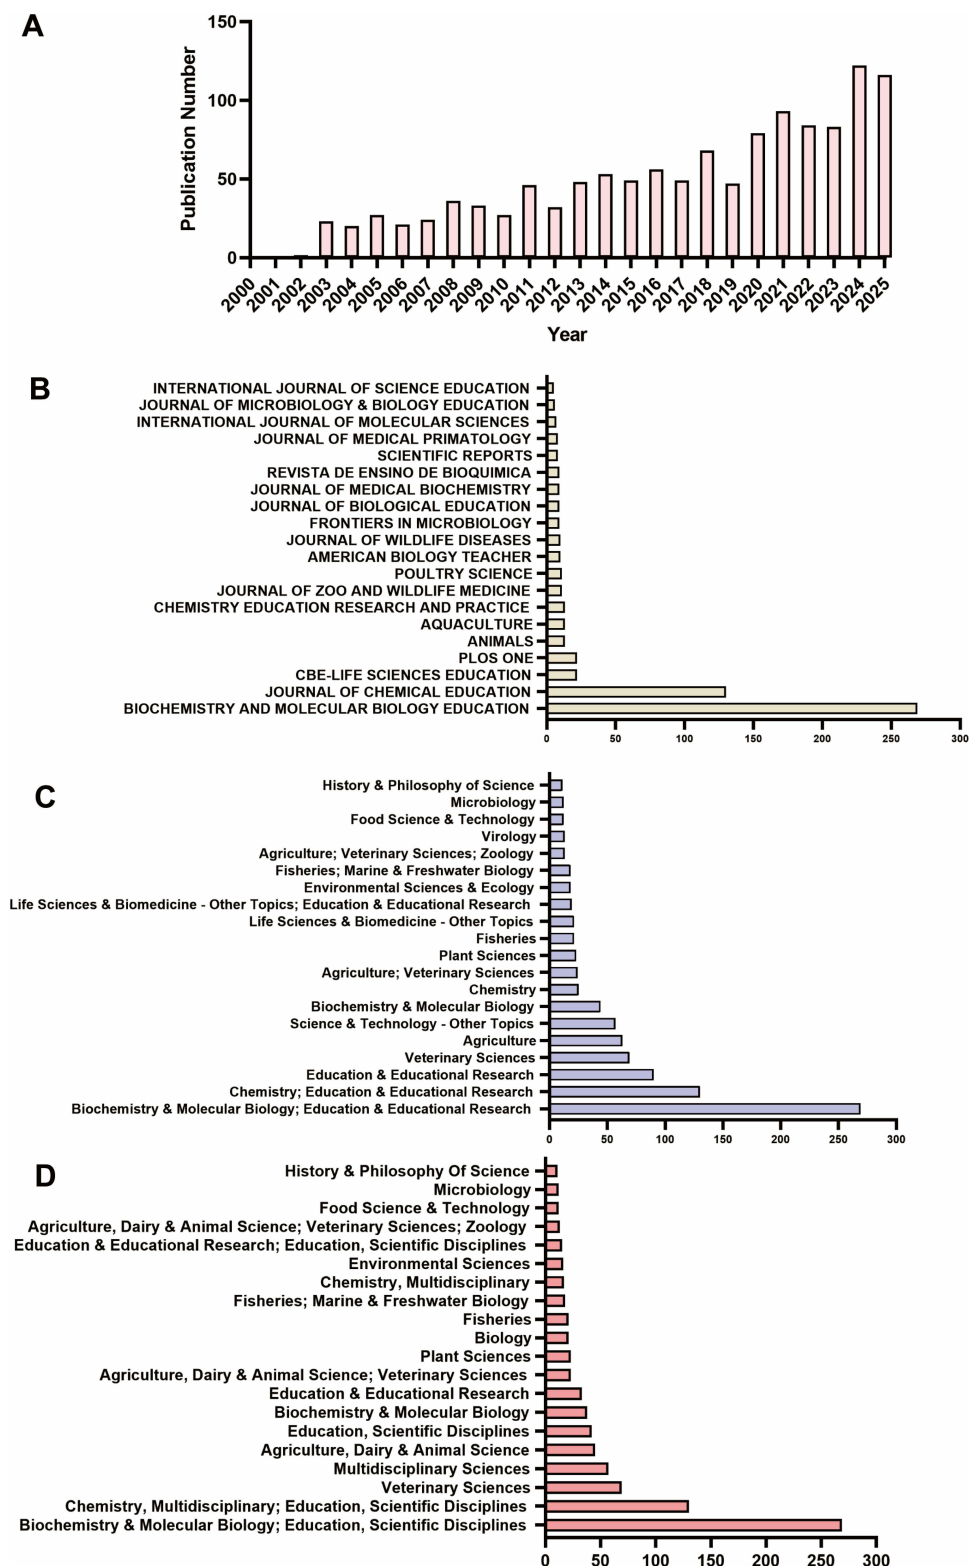 A
150
100
50
0
Publication Number
2000 2001 2002 2003 2004 2005 2006 2007 2008 2009 2010 2011 2012 2013 2014 2015 2016 2017 2018 2019 2020 2021 2022 2023 2024 2025
Year
B
INTERNATIONAL JOURNAL OF SCIENCE EDUCATION
JOURNAL OF MICROBIOLOGY & BIOLOGY EDUCATION
INTERNATIONAL JOURNAL OF MOLECULAR SCIENCES
JOURNAL OF MEDICAL PRIMATOLOGY
SCIENTIFIC REPORTS
REVISTA DE ENSINO DE BIOQUIMICA
JOURNAL OF MEDICAL BIOCHEMISTRY
JOURNAL OF BIOLOGICAL EDUCATION
FRONTIERS IN MICROBIOLOGY
JOURNAL OF WILDLIFE DISEASES
AMERICAN BIOLOGY TEACHER
POULTRY SCIENCE
JOURNAL OF ZOO AND WILDLIFE MEDICINE
CHEMISTRY EDUCATION RESEARCH AND PRACTICE
AQUACULTURE
ANIMALS
PLOS ONE
CBE-LIFE SCIENCES EDUCATION
JOURNAL OF CHEMICAL EDUCATION
BIOCHEMISTRY AND MOLECULAR BIOLOGY EDUCATION
0 50 100 150 200 250 300
C
History & Philosophy of Science
Microbiology
Food Science & Technology
Virology
Agriculture; Veterinary Sciences; Zoology
Fisheries; Marine & Freshwater Biology
Environmental Sciences & Ecology
Life Sciences & Biomedicine - Other Topics; Education & Educational Research
Life Sciences & Biomedicine - Other Topics
Fisheries
Plant Sciences
Agriculture; Veterinary Sciences
Chemistry
Biochemistry & Molecular Biology
Science & Technology - Other Topics
Agriculture
Veterinary Sciences
Education & Educational Research
Chemistry; Education & Educational Research
Biochemistry & Molecular Biology; Education & Educational Research
0 50 100 150 200 250 300
D
History & Philosophy Of Science
Microbiology
Food Science & Technology
Agriculture, Dairy & Animal Science; Veterinary Sciences; Zoology
Education & Educational Research; Education, Scientific Disciplines
Environmental Sciences
Chemistry, Multidisciplinary
Fisheries; Marine & Freshwater Biology
Fisheries
Biology
Plant Sciences
Agriculture, Dairy & Animal Science; Veterinary Sciences
Education & Educational Research
Biochemistry & Molecular Biology
Education, Scientific Disciplines
Agriculture, Dairy & Animal Science
Multidisciplinary Sciences
Veterinary Sciences
Chemistry, Multidisciplinary; Education, Scientific Disciplines
Biochemistry & Molecular Biology; Education, Scientific Disciplines
0 50 100 150 200 250 300